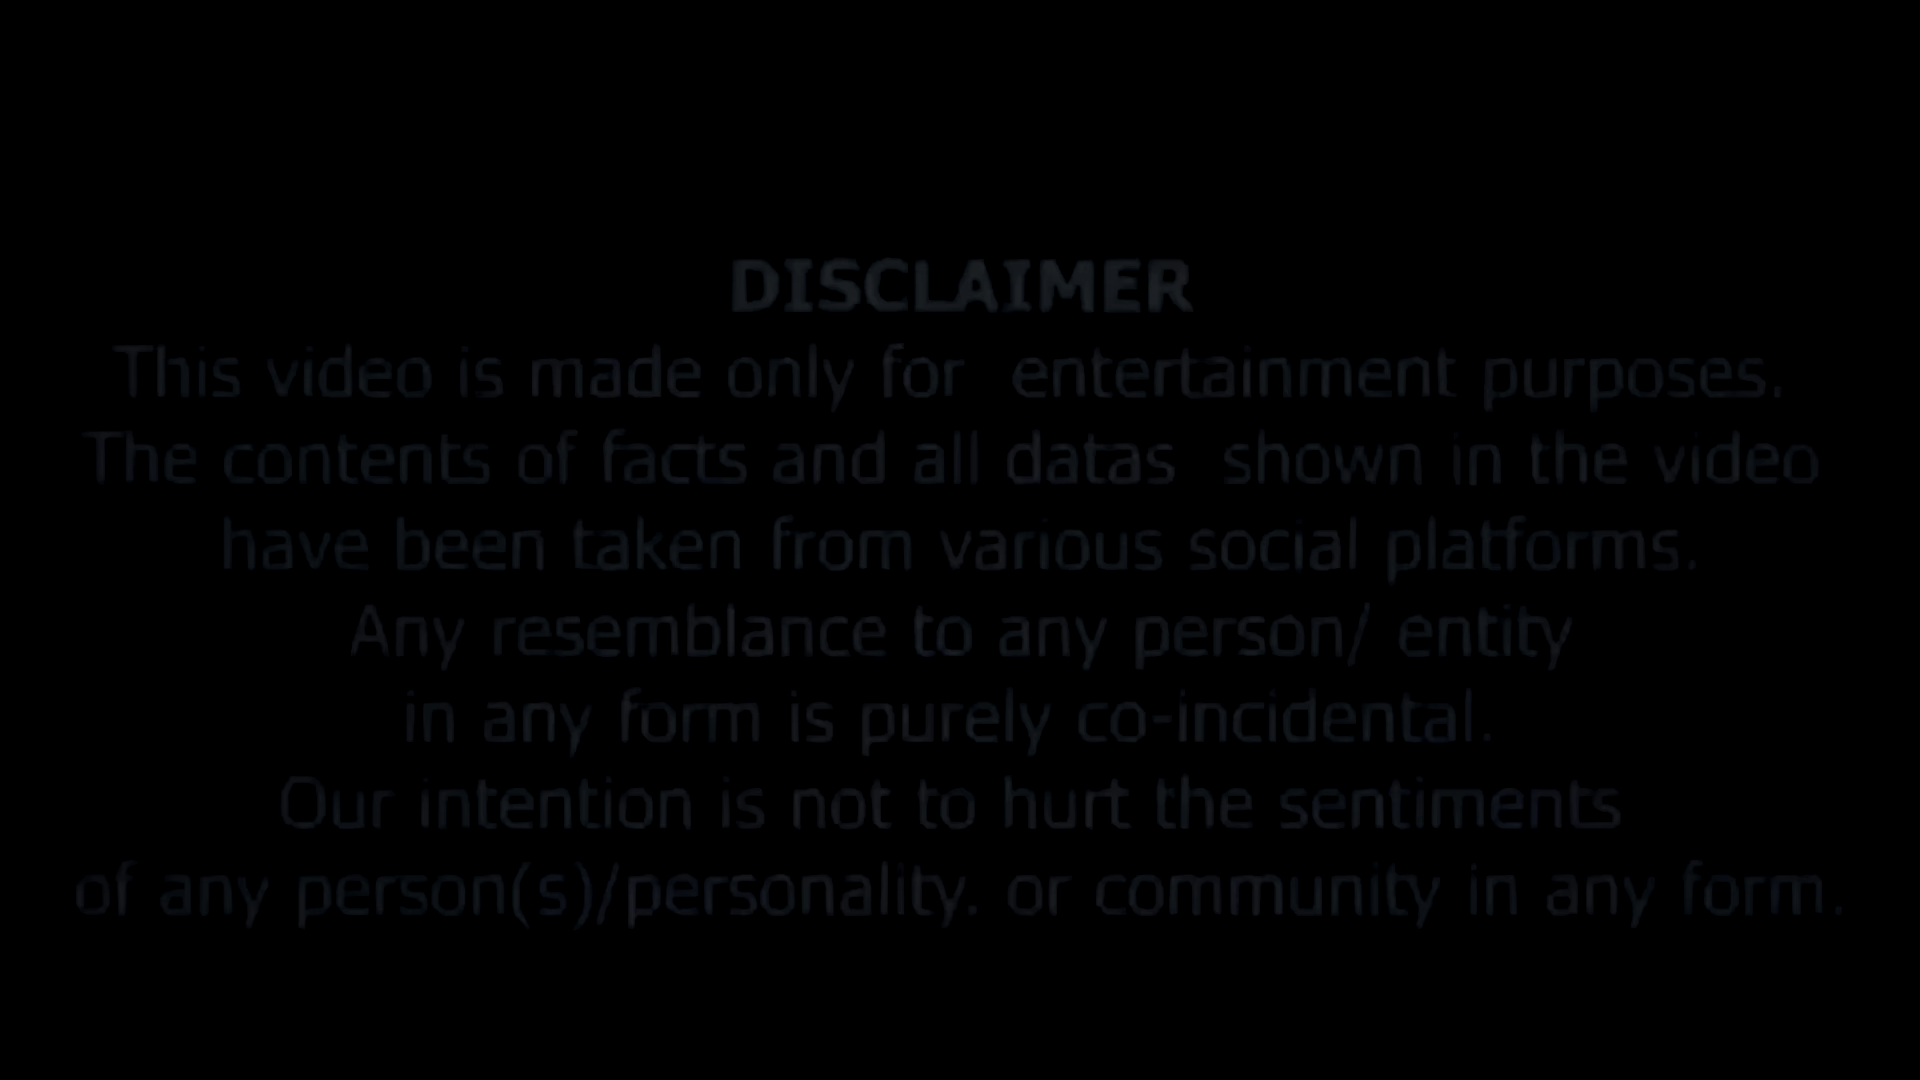 DISCLAIMER
This video is made only for entertainment purposes.
The contents of facts and all datas shown in the video
have been taken from various social platforms.
Any resemblance to any person/ entity
in any form is purely co-incidental.
Our intention is not to hurt the sentiments
of any person(s)/personality. or community in any form.